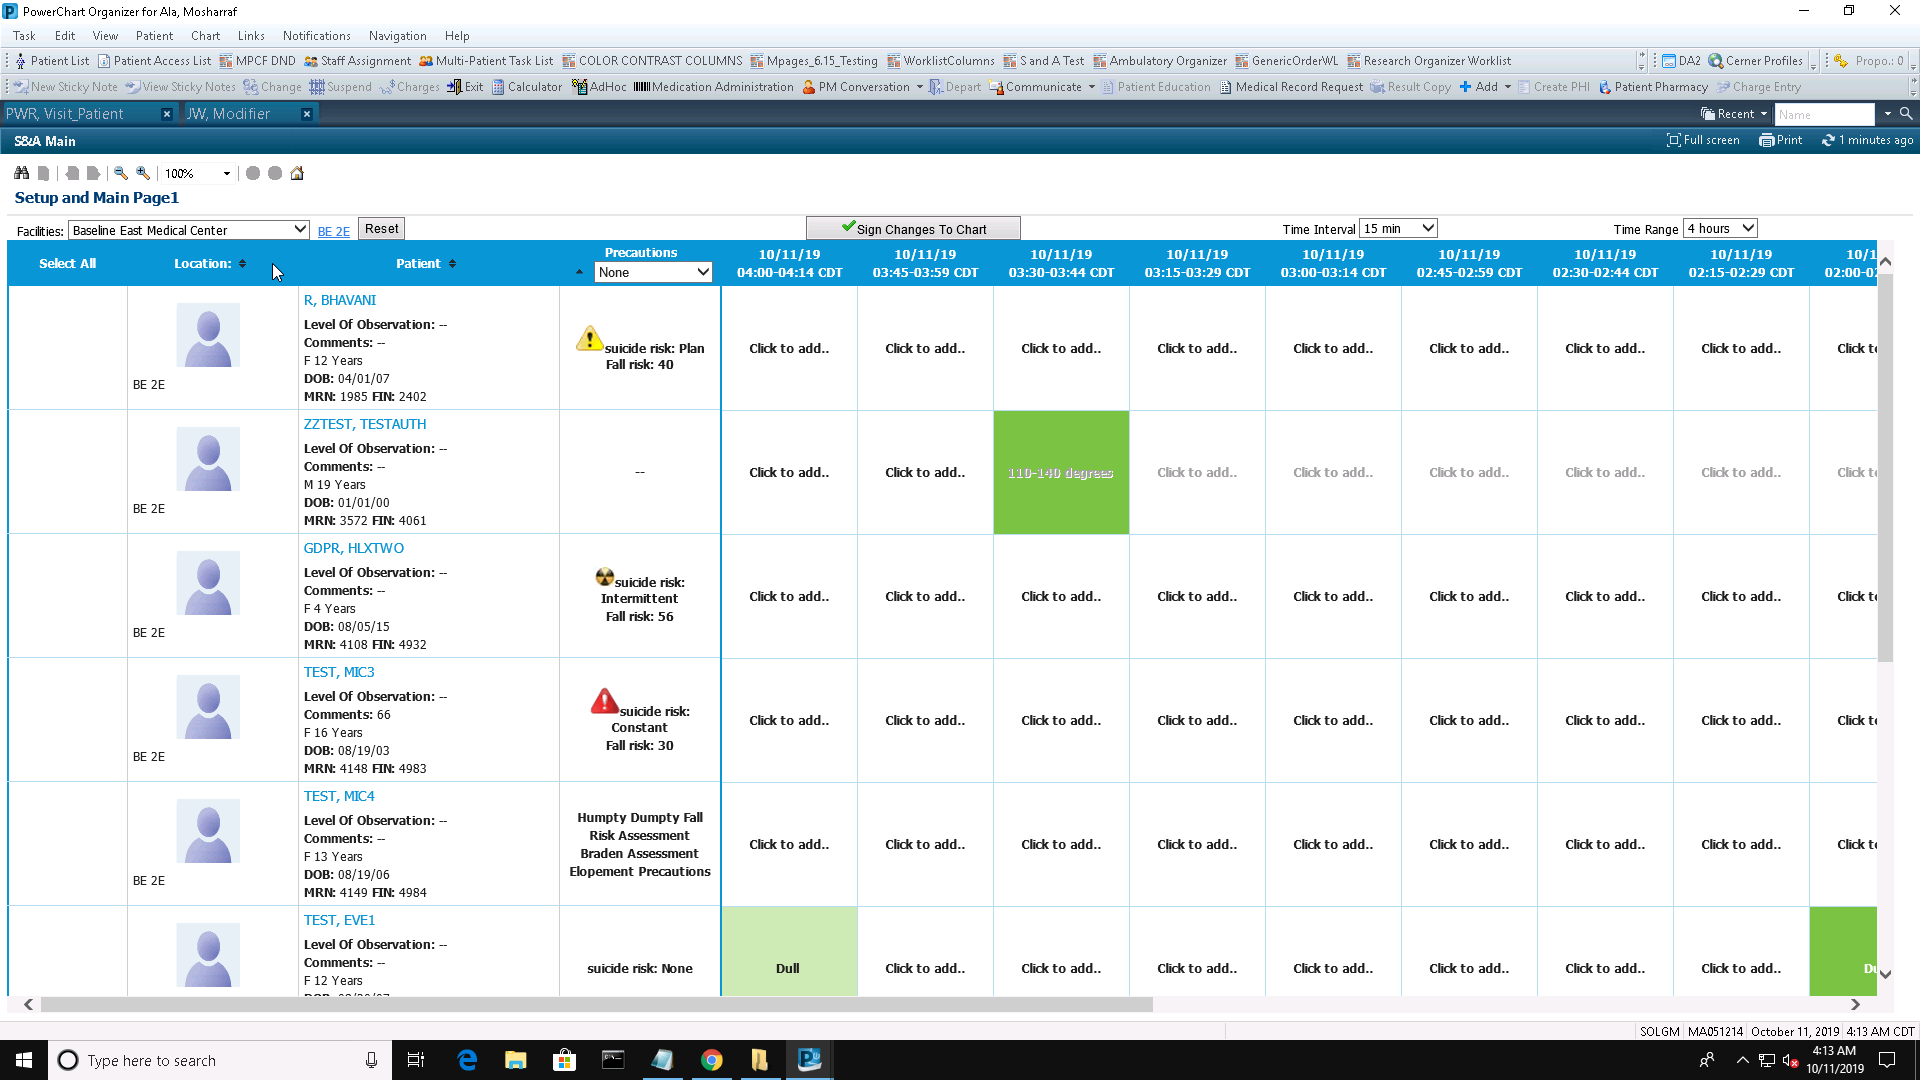 PowerChart Organizer for Ala, Mosharraf
Task Edit View Patient Chart Links Notifications Navigation Help
Patient List Patient Access List MPCF DND Staff Assignment Multi-Patient Task List COLOR CONTRAST COLUMNS Mpages_6.15_Testing WorklistColumns S and A Test Ambulatory Organizer GenericOrderWL Research Organizer Worklist DA2 Cerner Profiles Propo.: 0
New Sticky Note View Sticky Notes Change Suspend Charges Exit Calculator AdHoc Medication Administration PM Conversation Depart Communicate Patient Education Medical Record Request Result Copy Add Create PHI Patient Pharmacy Charge Entry
PWR, Visit_Patient JW, Modifier Recent Name
S&A Main Full screen Print 1 minutes ago
100%
Setup and Main Page1
Facilities: Baseline East Medical Center BE 2E Reset Sign Changes To Chart Time Interval 15 min Time Range 4 hours
Select All Location: Patient Precautions None
10/11/19 04:00-04:14 CDT
10/11/19 03:45-03:59 CDT
10/11/19 03:30-03:44 CDT
10/11/19 03:15-03:29 CDT
10/11/19 03:00-03:14 CDT
10/11/19 02:45-02:59 CDT
10/11/19 02:30-02:44 CDT
10/11/19 02:15-02:29 CDT
10/1 02:00-0
BE 2E
R, BHAVANI
Level Of Observation: --
Comments: --
F 12 Years
DOB: 04/01/07
MRN: 1985 FIN: 2402
suicide risk: Plan
Fall risk: 40
Click to add.. Click to add.. Click to add.. Click to add.. Click to add.. Click to add.. Click to add.. Click to add.. Click t
BE 2E
ZZTEST, TESTAUTH
Level Of Observation: --
Comments: --
M 19 Years
DOB: 01/01/00
MRN: 3572 FIN: 4061
--
Click to add.. Click to add.. 110-140 degrees Click to add.. Click to add.. Click to add.. Click to add.. Click to add.. Click t
BE 2E
GDPR, HLXTWO
Level Of Observation: --
Comments: --
F 4 Years
DOB: 08/05/15
MRN: 4108 FIN: 4932
suicide risk:
Intermittent
Fall risk: 56
Click to add.. Click to add.. Click to add.. Click to add.. Click to add.. Click to add.. Click to add.. Click to add.. Click t
BE 2E
TEST, MIC3
Level Of Observation: --
Comments: 66
F 16 Years
DOB: 08/19/03
MRN: 4148 FIN: 4983
suicide risk:
Constant
Fall risk: 30
Click to add.. Click to add.. Click to add.. Click to add.. Click to add.. Click to add.. Click to add.. Click to add.. Click t
BE 2E
TEST, MIC4
Level Of Observation: --
Comments: --
F 13 Years
DOB: 08/19/06
MRN: 4149 FIN: 4984
Humpty Dumpty Fall
Risk Assessment
Braden Assessment
Elopement Precautions
Click to add.. Click to add.. Click to add.. Click to add.. Click to add.. Click to add.. Click to add.. Click to add.. Click t
TEST, EVE1
Level Of Observation: --
Comments: --
F 12 Years
suicide risk: None
Dull Click to add.. Click to add.. Click to add.. Click to add.. Click to add.. Click to add.. Click to add.. Du
SOLGM MA051214 October 11, 2019 4:13 AM CDT
Type here to search
4:13 AM
10/11/2019